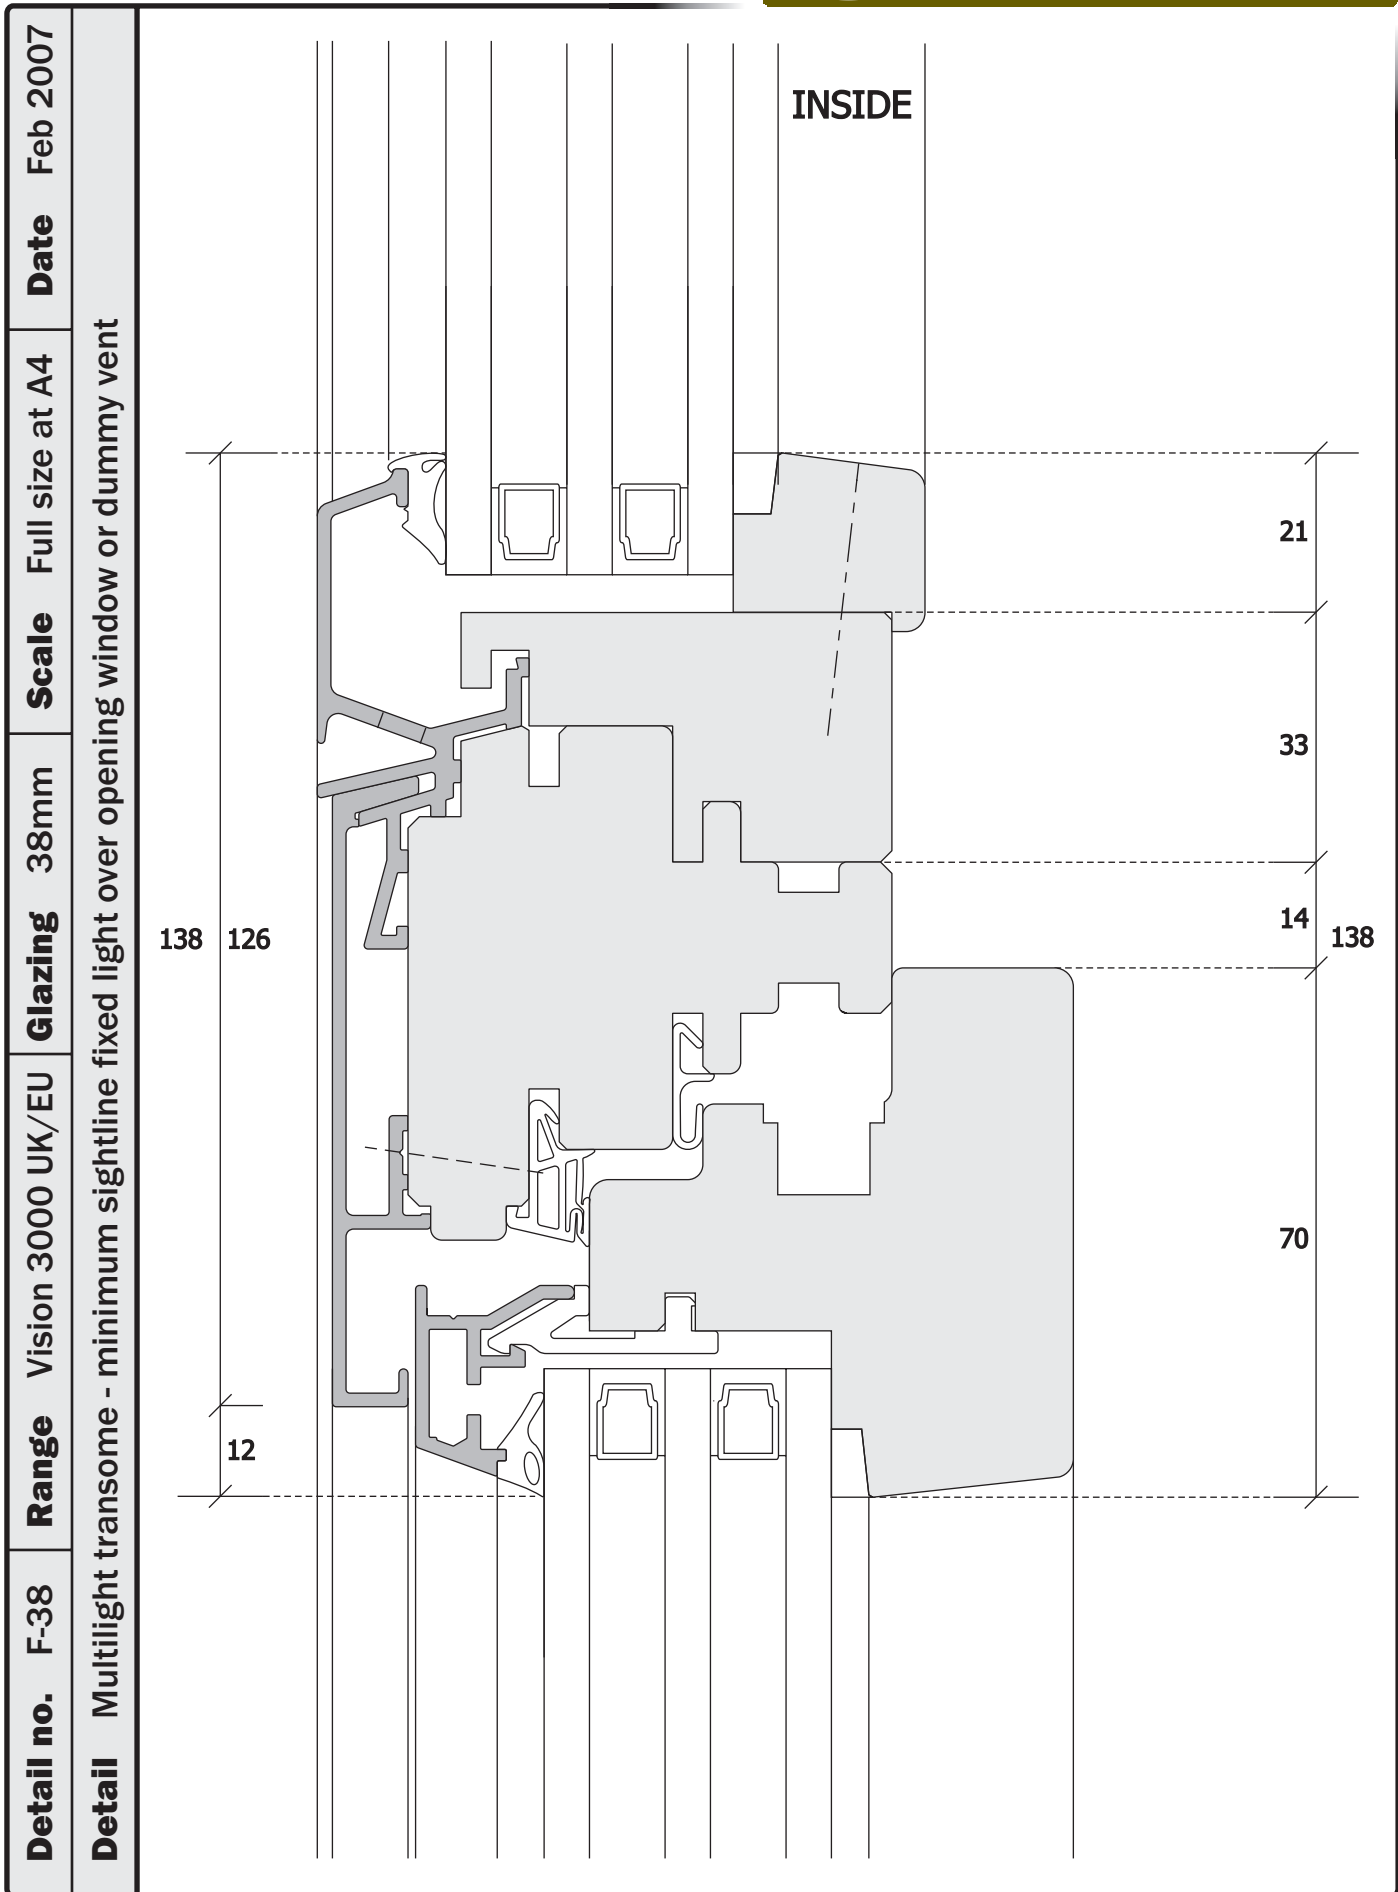 Detail no. F-38 Range Vision 3000 UK/EU Glazing 38mm Scale Full size at A4 Date Feb 2007
Detail Multilight transome - minimum sightline fixed light over opening window or dummy vent
INSIDE
21
33
14
138
126
138
70
12